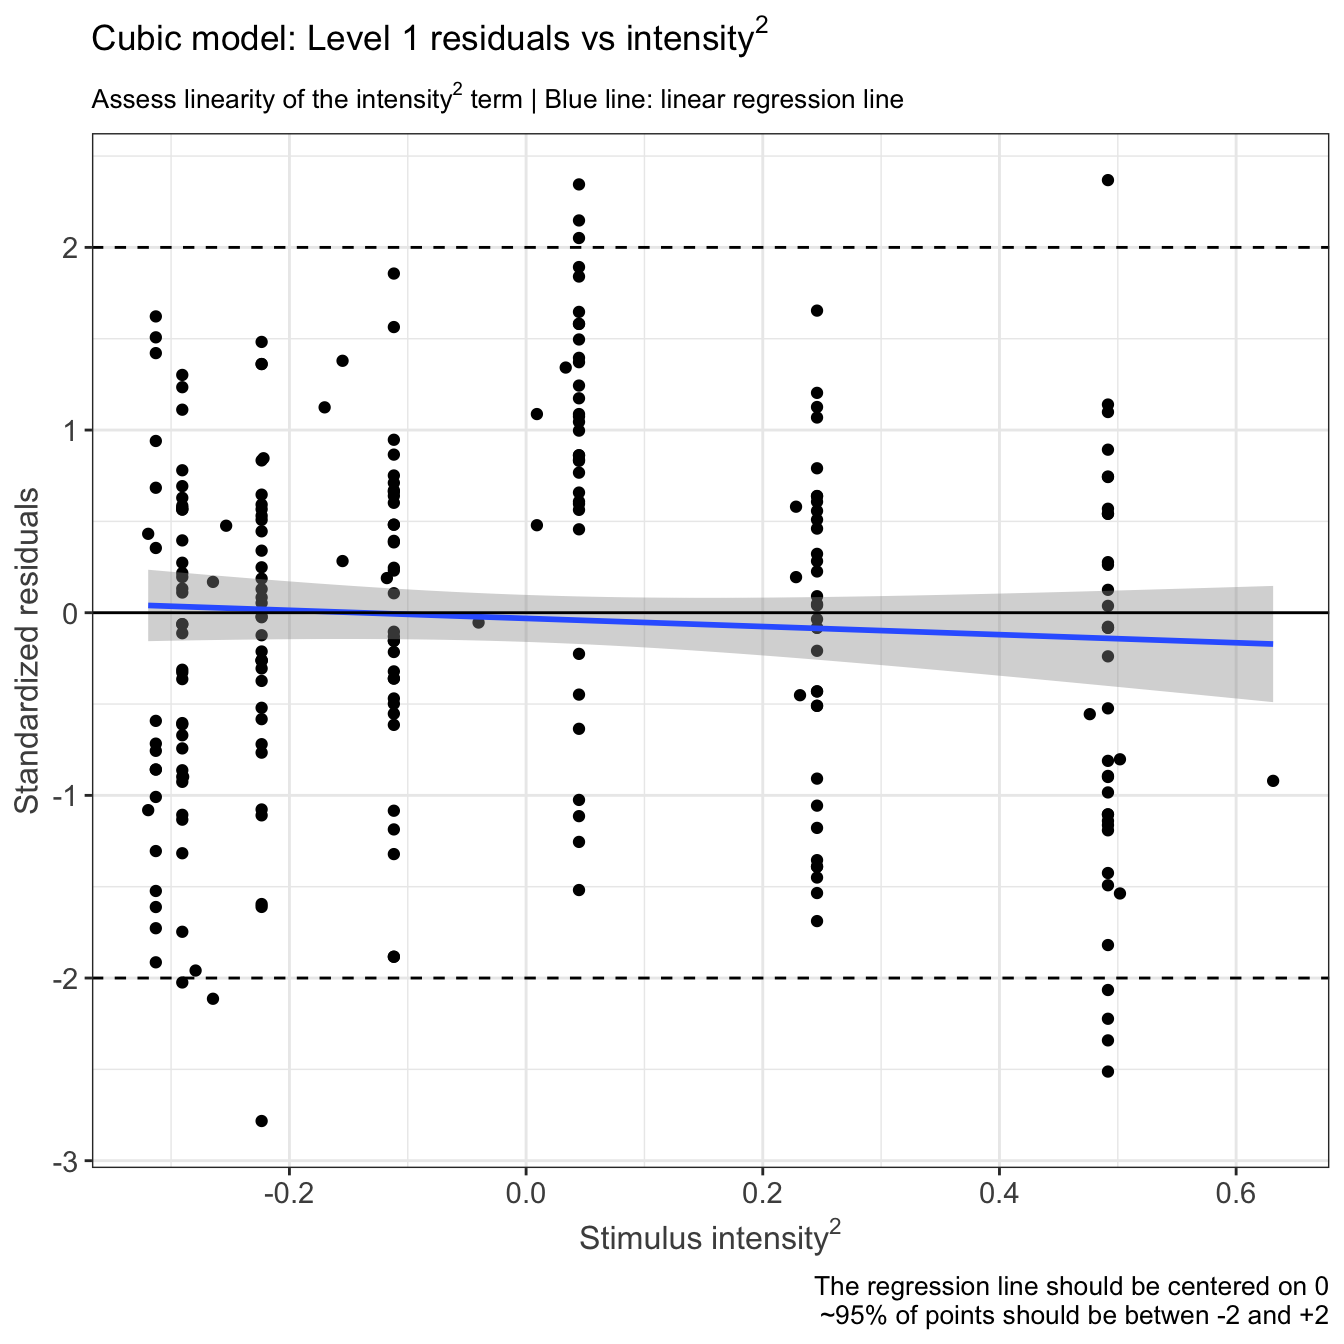 Cubic model: Level 1 residuals vs intensity²
Assess linearity of the intensity² term | Blue line: linear regression line
Standardized residuals
2
1
0
-1
-2
-3
-0.2 0.0 0.2 0.4 0.6
Stimulus intensity²
The regression line should be centered on 0
~95% of points should be betwen -2 and +2